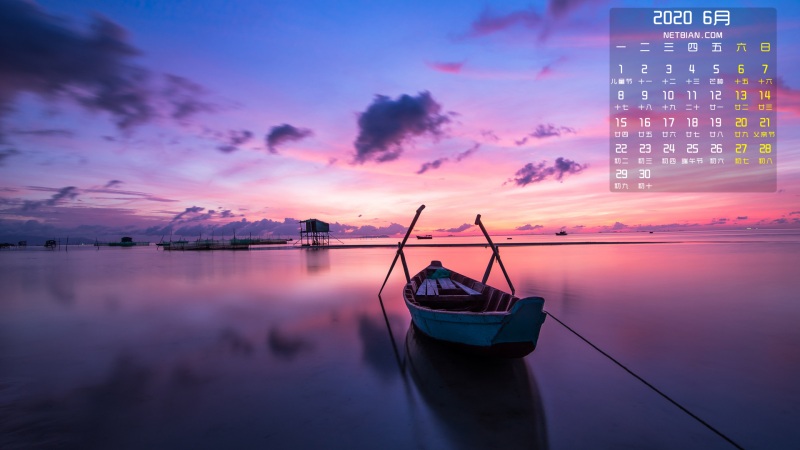 2020 6月
NETBIAN.COM
一 二 三 四 五 六 日
1 2 3 4 5 6 7
儿童节 十一 十二 十三 芒种 十五 十六
8 9 10 11 12 13 14
十七 十八 十九 二十 廿一 廿二 廿三
15 16 17 18 19 20 21
廿四 廿五 廿六 廿七 廿八 廿九 父亲节
22 23 24 25 26 27 28
初二 初三 初四 端午节 初六 初七 初八
29 30
初九 初十